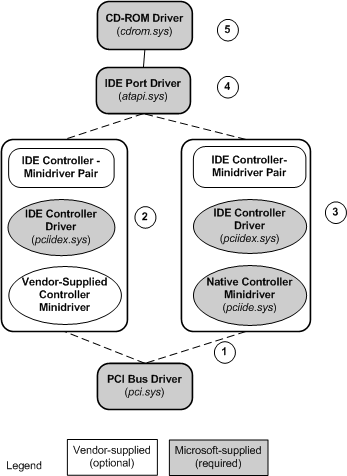 CD-ROM Driver
(cdrom.sys)
5
IDE Port Driver
(atapi.sys)
4
IDE Controller -
Minidriver Pair
IDE Controller
Driver
(pciidex.sys)
Vendor-Supplied
Controller
Minidriver
2
IDE Controller-
Minidriver Pair
IDE Controller
Driver
(pciidex.sys)
Native Controller
Minidriver
(pciide.sys)
3
1
PCI Bus Driver
(pci.sys)
Legend
Vendor-supplied
(optional)
Microsoft-supplied
(required)